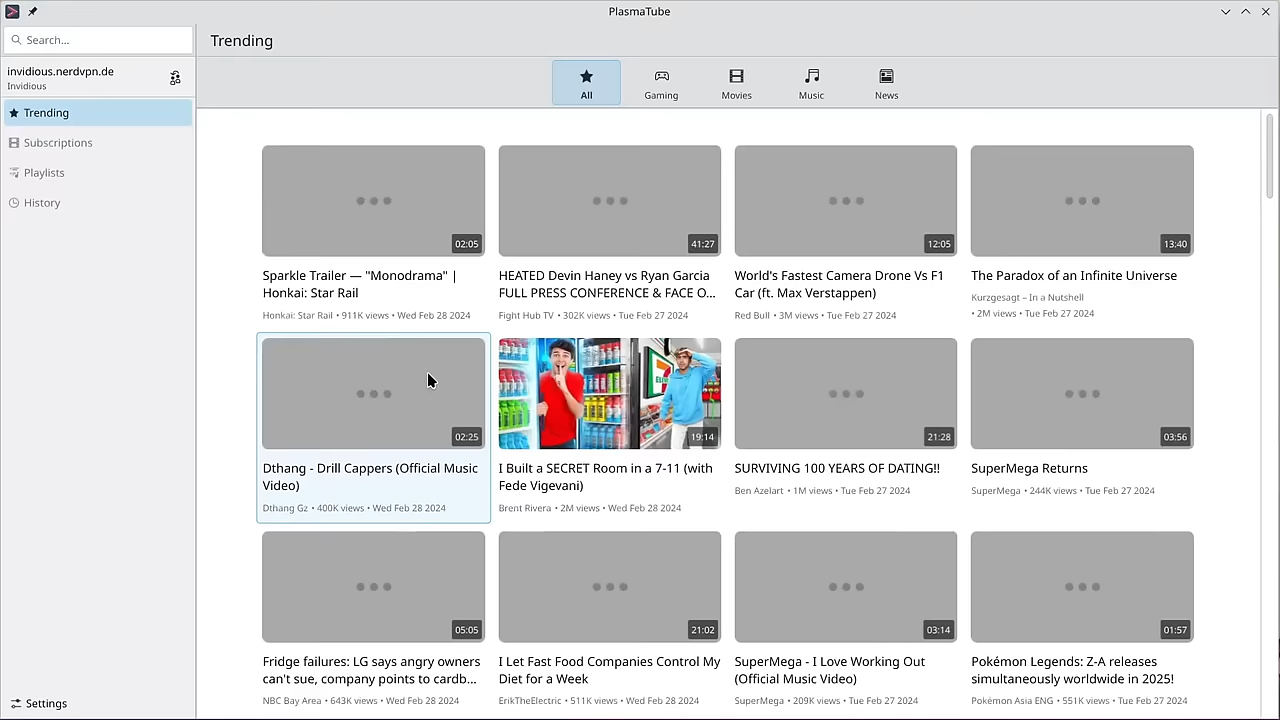 PlasmaTube
Search...
Trending
invidious.nerdvpn.de
Invidious
All
Gaming
Movies
Music
News
Trending
Subscriptions
Playlists
History
02:05
41:27
12:05
13:40
Sparkle Trailer — "Monodrama" |
Honkai: Star Rail
Honkai: Star Rail • 911K views • Wed Feb 28 2024
HEATED Devin Haney vs Ryan Garcia
FULL PRESS CONFERENCE & FACE O...
Fight Hub TV • 302K views • Tue Feb 27 2024
World's Fastest Camera Drone Vs F1
Car (ft. Max Verstappen)
Red Bull • 3M views • Tue Feb 27 2024
The Paradox of an Infinite Universe
Kurzgesagt – In a Nutshell
• 2M views • Tue Feb 27 2024
02:25
19:14
21:28
03:56
Dthang - Drill Cappers (Official Music
Video)
Dthang Gz • 400K views • Wed Feb 28 2024
I Built a SECRET Room in a 7-11 (with
Fede Vigevani)
Brent Rivera • 2M views • Wed Feb 28 2024
SURVIVING 100 YEARS OF DATING!!
Ben Azelart • 1M views • Tue Feb 27 2024
SuperMega Returns
SuperMega • 244K views • Tue Feb 27 2024
05:05
21:02
03:14
01:57
Fridge failures: LG says angry owners
can't sue, company points to cardb...
NBC Bay Area • 643K views • Wed Feb 28 2024
I Let Fast Food Companies Control My
Diet for a Week
ErikTheElectric • 511K views • Wed Feb 28 2024
SuperMega - I Love Working Out
(Official Music Video)
SuperMega • 209K views • Tue Feb 27 2024
Pokémon Legends: Z-A releases
simultaneously worldwide in 2025!
Pokémon Asia ENG • 551K views • Tue Feb 27 2024
Settings